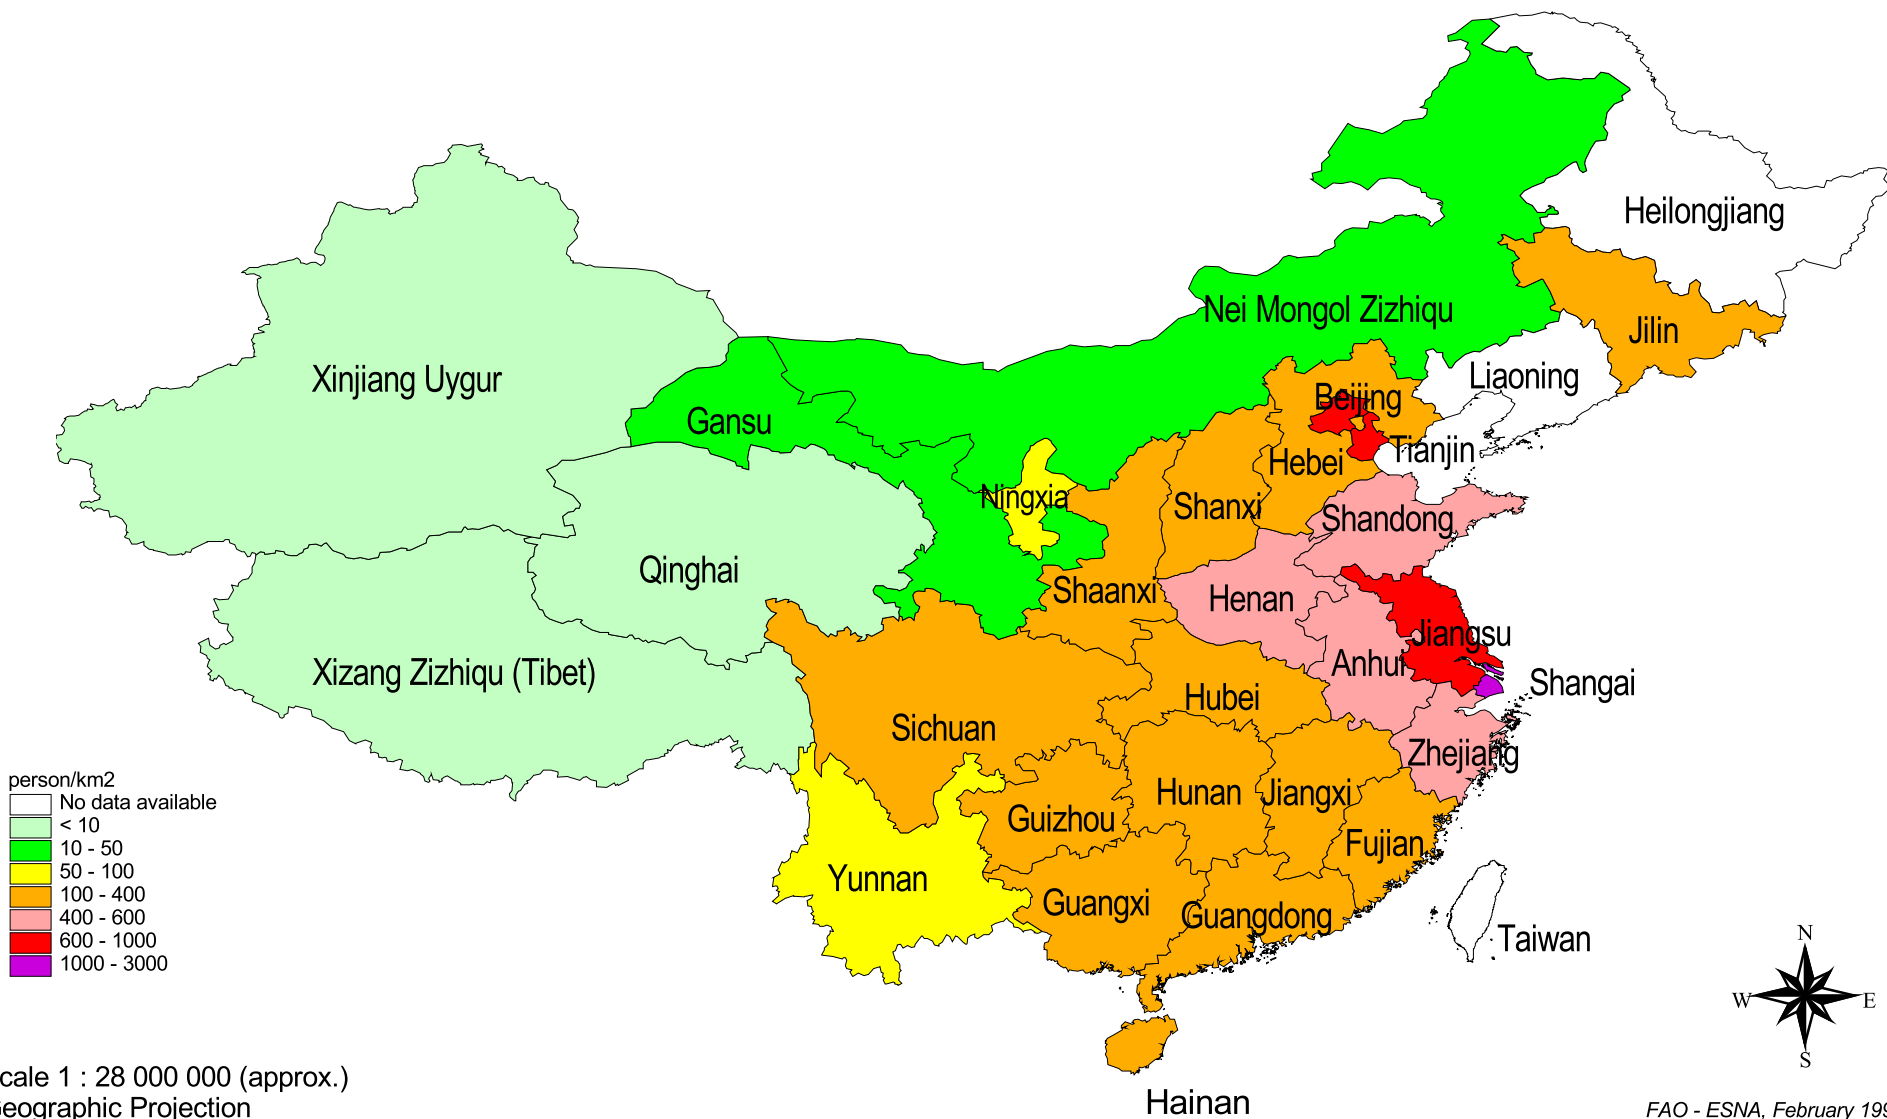 Heilongjiang
Nei Mongol Zizhiqu
Jilin
Liaoning
Xinjiang Uygur
Beijing
Gansu
Tianjin
Hebei
Ningxia
Shanxi
Shandong
Qinghai
Shaanxi
Henan
Jiangsu
Xizang Zizhiqu (Tibet)
Anhui
Shangai
Hubei
Sichuan
Zhejiang
Hunan
Jiangxi
Guizhou
Fujian
Yunnan
Guangxi
Guangdong
Taiwan
Hainan
person/km2
No data available
< 10
10 - 50
50 - 100
100 - 400
400 - 600
600 - 1000
1000 - 3000
N
W
E
S
cale 1 : 28 000 000 (approx.)
eographic Projection
FAO - ESNA, February 199